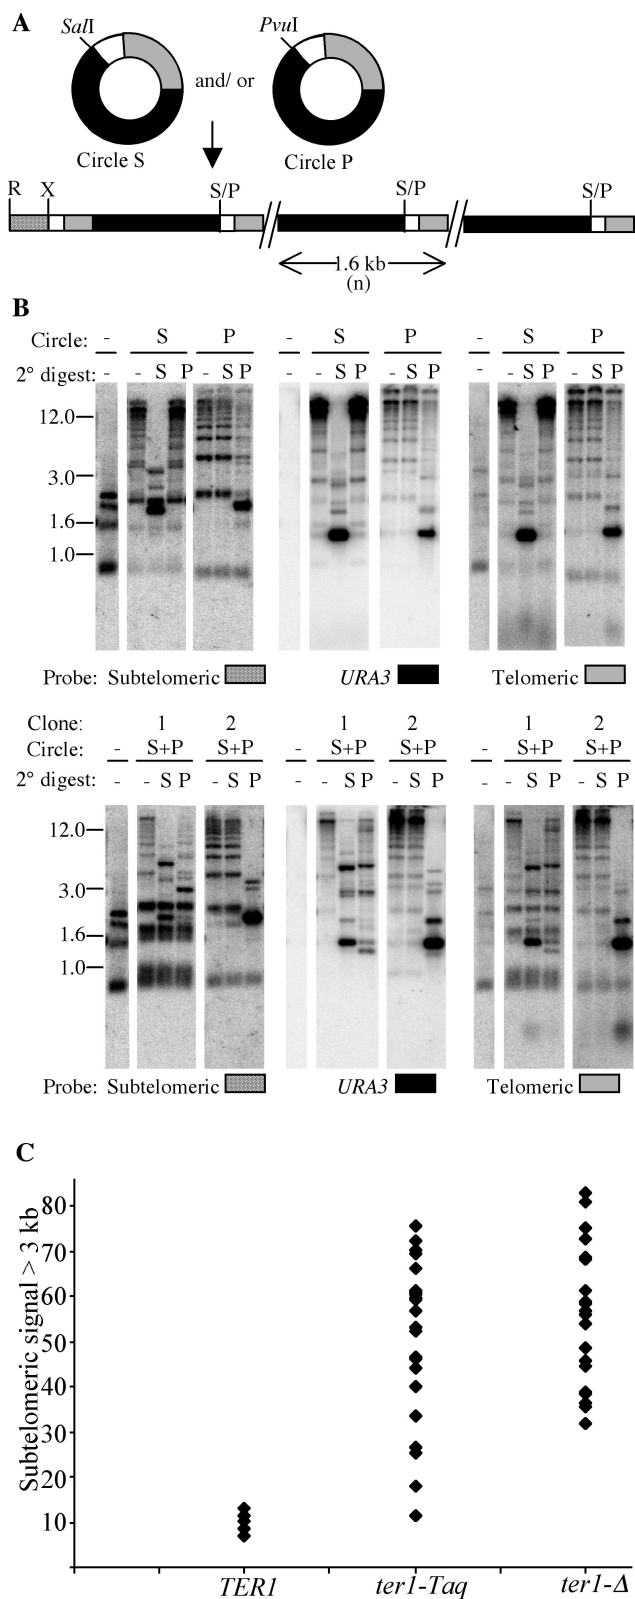 A
SalI PvuI
and/ or
Circle S Circle P
R X S/P S/P S/P
1.6 kb
(n)
B
Circle: - S P - S P - S P
2° digest: - - S P - S P - - S P - S P - - S P - S P
12.0
3.0
1.6
1.0
Probe: Subtelomeric URA3 Telomeric
Clone: 1 2 1 2 1 2
Circle: - S+P S+P - S+P S+P - S+P S+P
2° digest: - - S P - S P - - S P - S P - - S P - S P
12.0
3.0
1.6
1.0
Probe: Subtelomeric URA3 Telomeric
C
Subtelomeric signal > 3 kb
80
70
60
50
40
30
20
10
TER1 ter1-Taq ter1-Δ